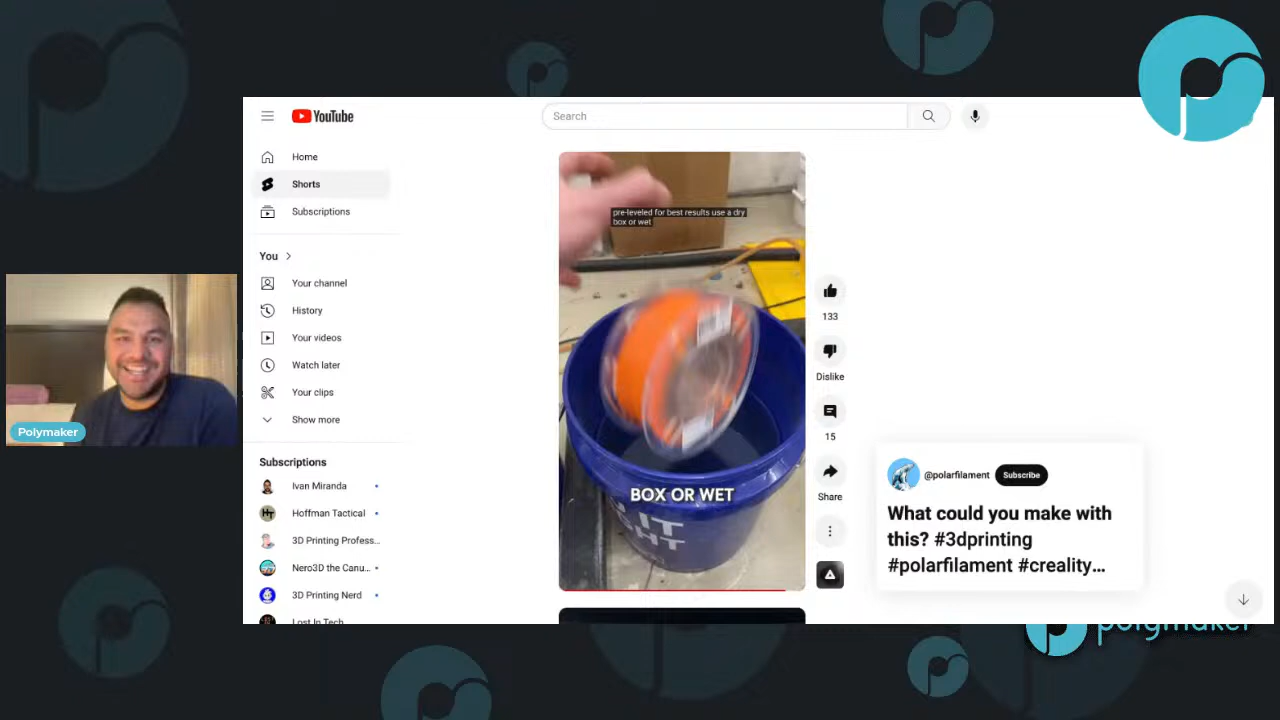 YouTube
Search
Home
Shorts
Subscriptions
You
Your channel
History
Your videos
Watch later
Your clips
Show more
Subscriptions
Ivan Miranda
Hoffman Tactical
3D Printing Profess...
Nero3D the Canu...
3D Printing Nerd
Lost In Tech
pre-leveled for best results use a dry
box or wet
BOX OR WET
133
Dislike
15
Share
@polarfilament
Subscribe
What could you make with
this? #3dprinting
#polarfilament #creality...
Polymaker
polymaker